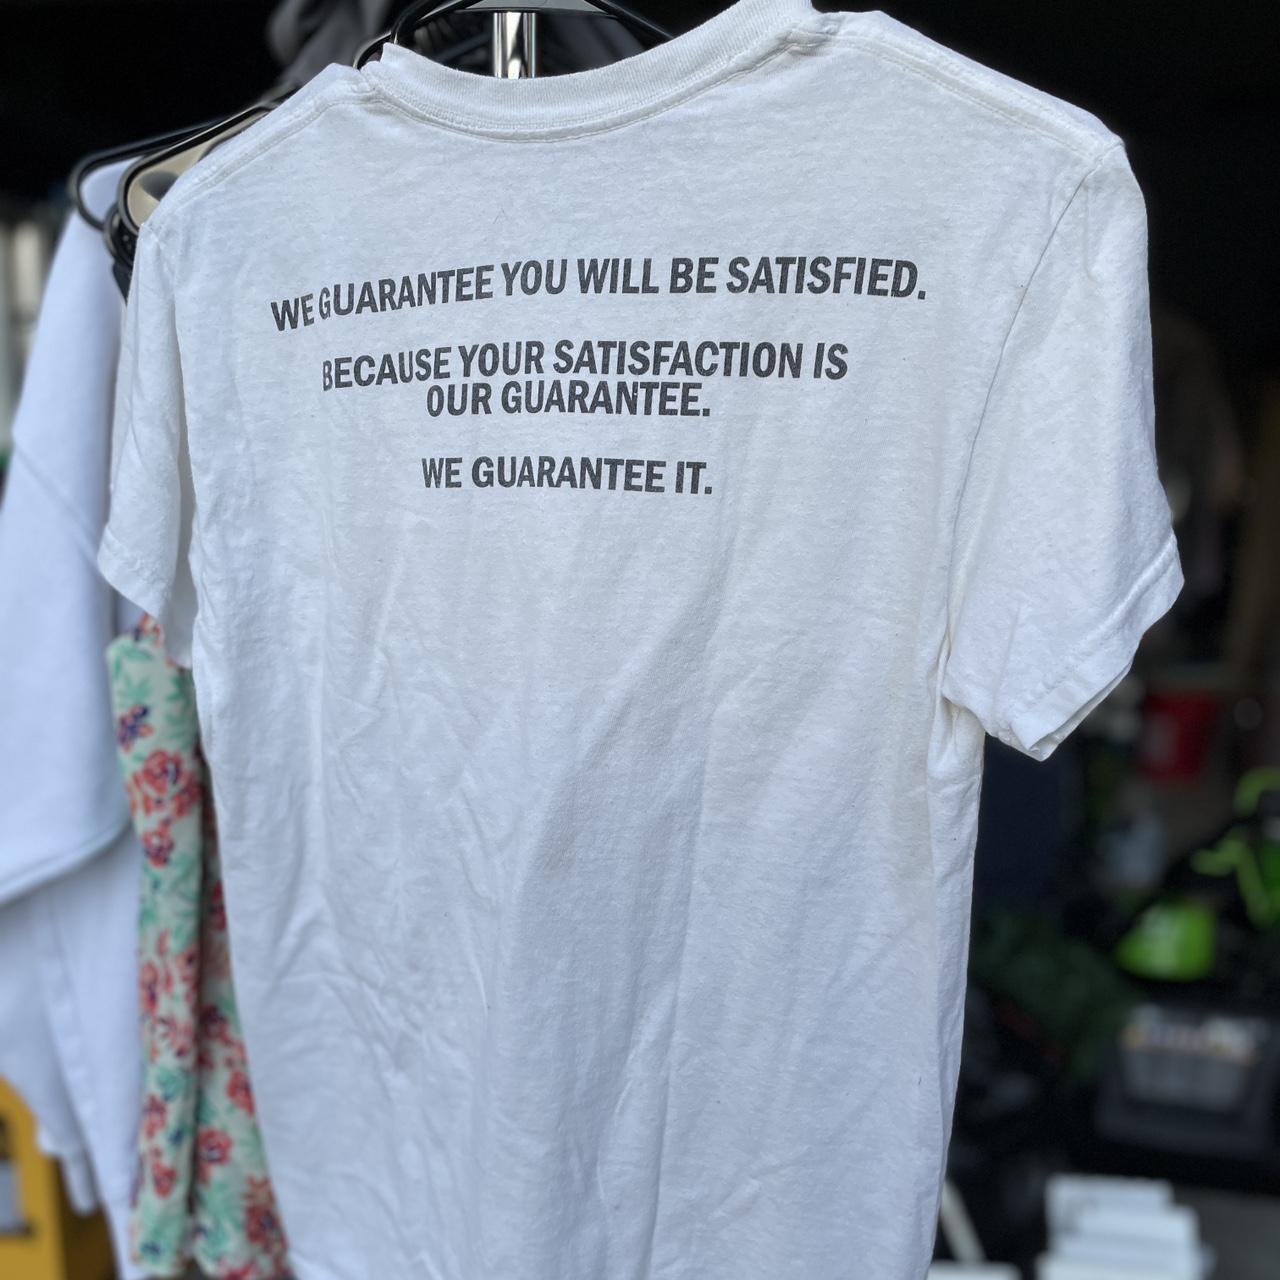 WE GUARANTEE YOU WILL BE SATISFIED.
BECAUSE YOUR SATISFACTION IS
OUR GUARANTEE.
WE GUARANTEE IT.